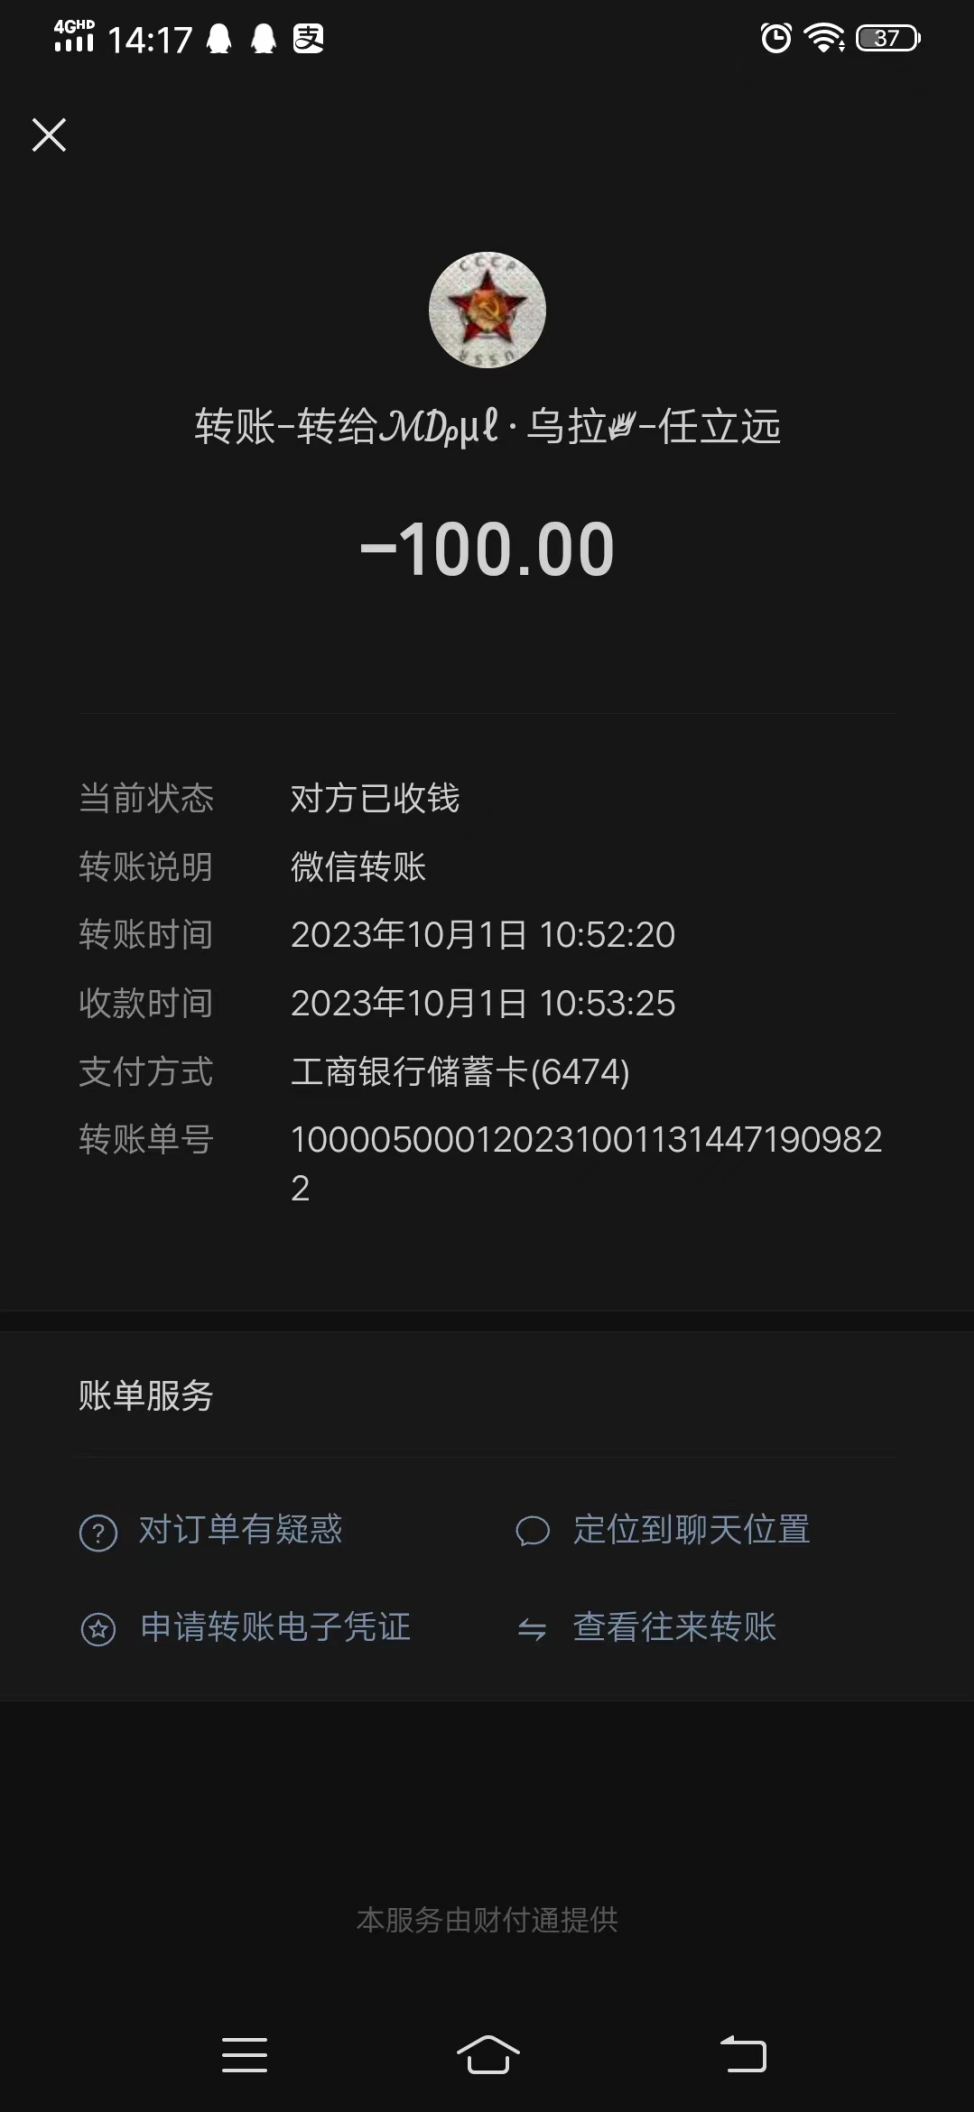 4GHD 14:17 支 37
CCCP
USSR
转账-转给ℳ𝒟ρμℓ·乌拉-任立远
-100.00
当前状态 对方已收钱
转账说明 微信转账
转账时间 2023年10月1日 10:52:20
收款时间 2023年10月1日 10:53:25
支付方式 工商银行储蓄卡(6474)
转账单号 100005000120231001131447190982
2
账单服务
对订单有疑惑 定位到聊天位置
申请转账电子凭证 查看往来转账
本服务由财付通提供